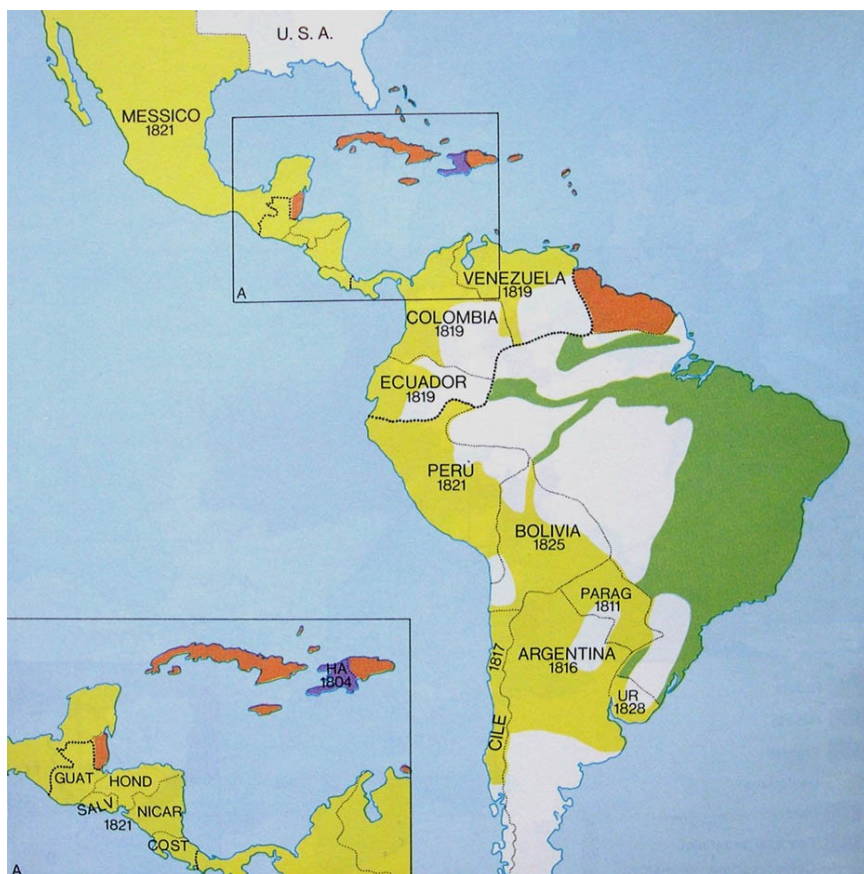 U. S. A.
MESSICO
1821
A
VENEZUELA
1819
COLOMBIA
1819
ECUADOR
1819
PERÙ
1821
BOLIVIA
1825
PARAG
1811
ARGENTINA
1816
CILE 1817
UR
1828
HA
1804
GUAT
HOND
SALV
1821
NICAR
COST
A